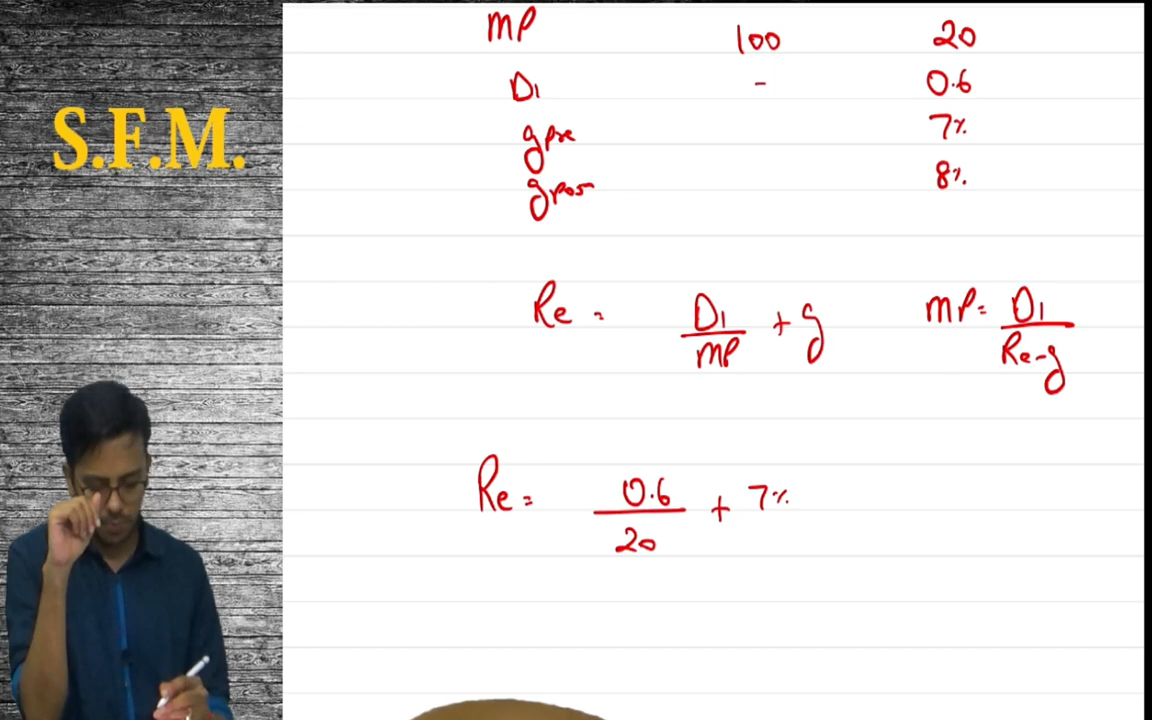 S.F.M.
MP 100 20
D1 - 0.6
gpre 7%
gpos 8%
Re = D1/MP + g MP = D1/Re-g
Re = 0.6/20 + 7%